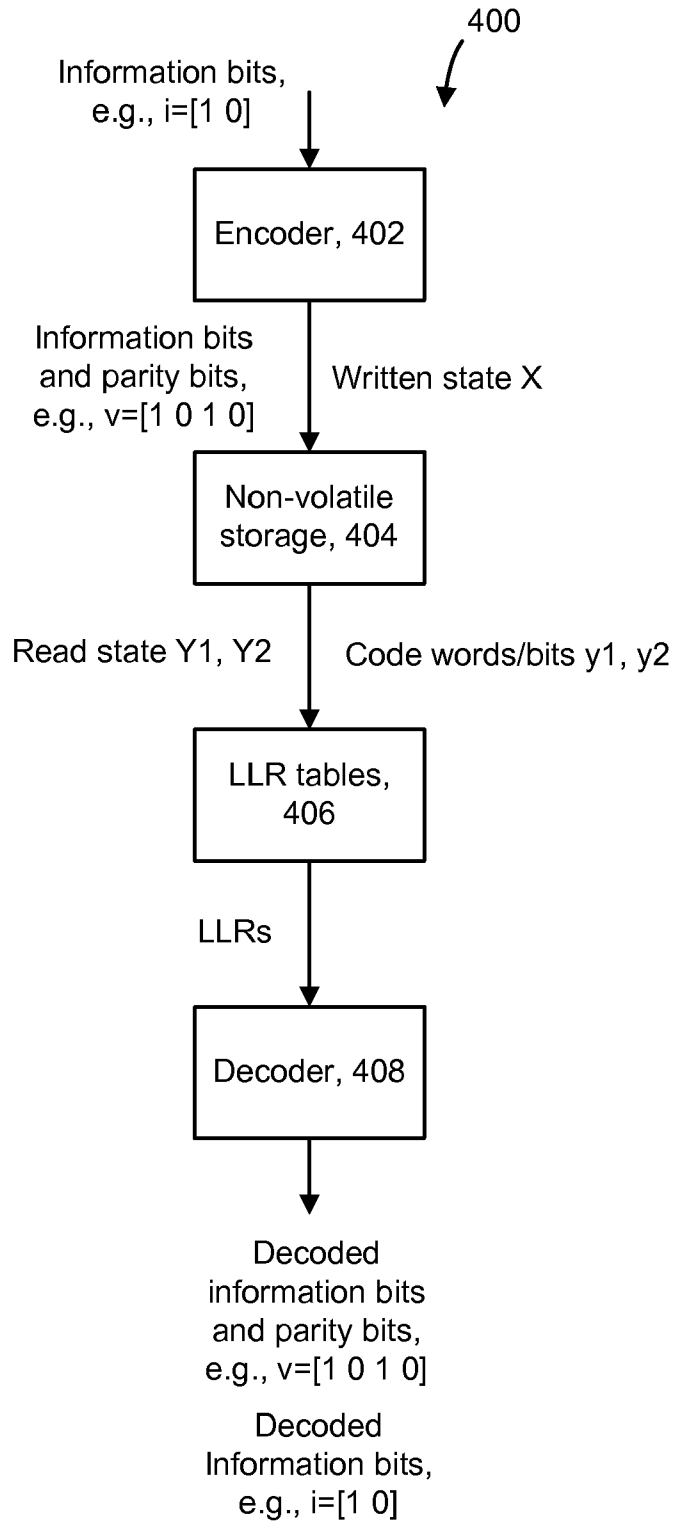 400
Information bits,
e.g., i=[1 0]
Encoder, 402
Information bits
and parity bits,
e.g., v=[1 0 1 0]
Written state X
Non-volatile
storage, 404
Read state Y1, Y2
Code words/bits y1, y2
LLR tables,
406
LLRs
Decoder, 408
Decoded
information bits
and parity bits,
e.g., v=[1 0 1 0]
Decoded
Information bits,
e.g., i=[1 0]